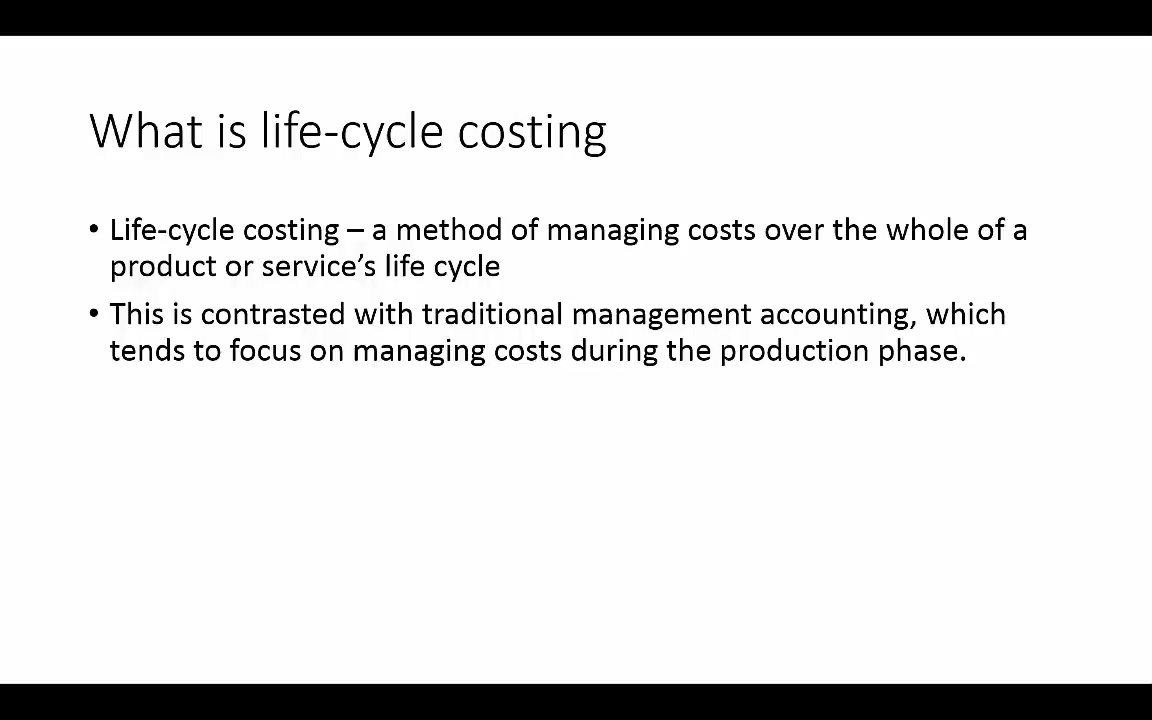 What is life-cycle costing
• Life-cycle costing – a method of managing costs over the whole of a
product or service’s life cycle
• This is contrasted with traditional management accounting, which
tends to focus on managing costs during the production phase.